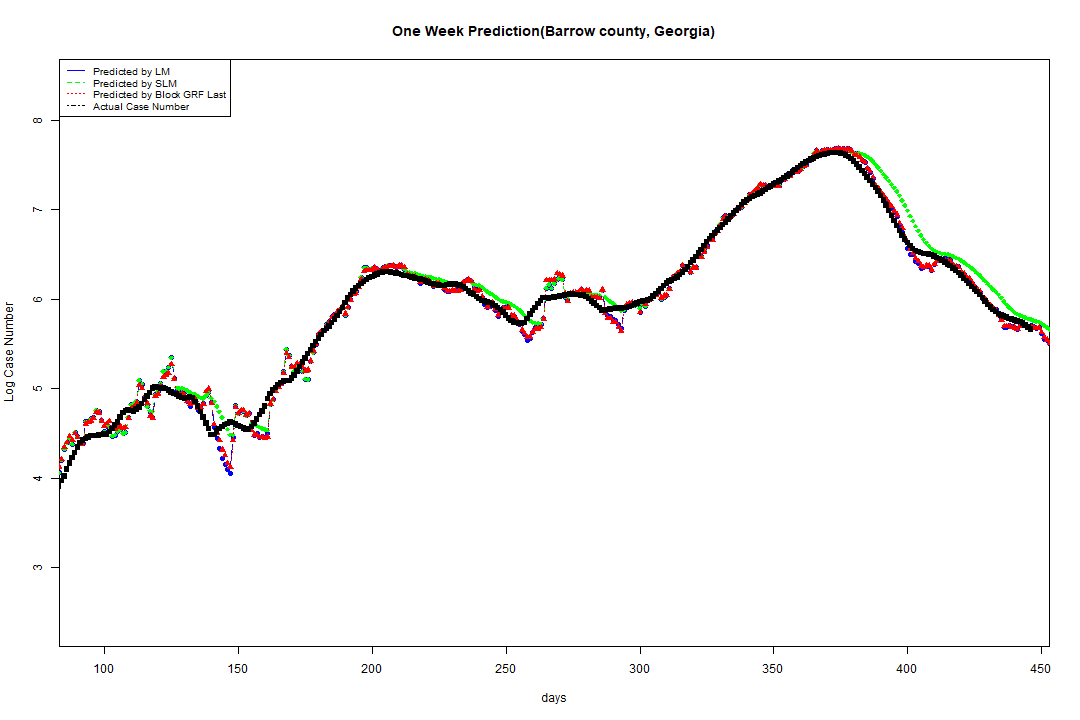 One Week Prediction(Barrow county, Georgia)
Predicted by LM
Predicted by SLM
Predicted by Block GRF Last
Actual Case Number
8
7
6
5
4
3
Log Case Number
100 150 200 250 300 350 400 450
days